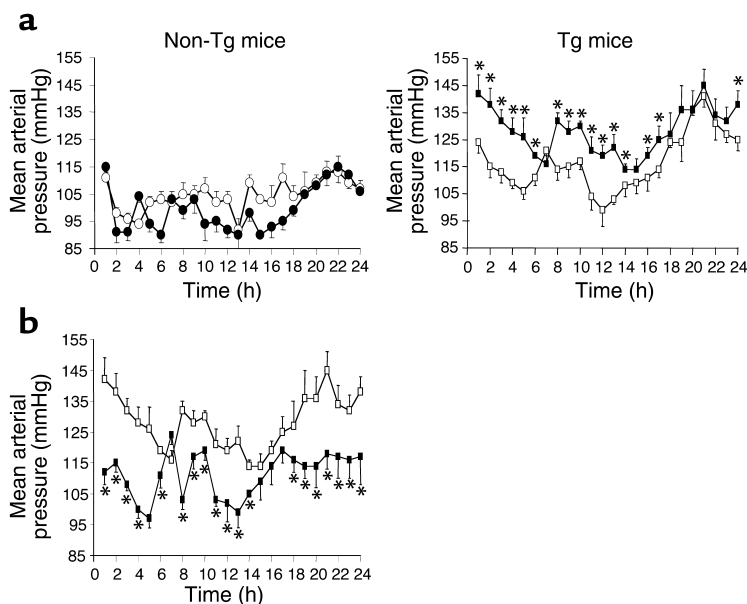 a
Non-Tg mice
Mean arterial
pressure (mmHg)
155
145
135
125
115
105
95
85
0 2 4 6 8 10 12 14 16 18 20 22 24
Time (h)
Tg mice
Mean arterial
pressure (mmHg)
155
145
135
125
115
105
95
85
* * * ** * * ** * * * * * * *
0 2 4 6 8 10 12 14 16 18 20 22 24
Time (h)
b
Mean arterial
pressure (mmHg)
155
145
135
125
115
105
95
85
* * * * * * * * * * * * * * * * * * *
0 2 4 6 8 10 12 14 16 18 20 22 24
Time (h)